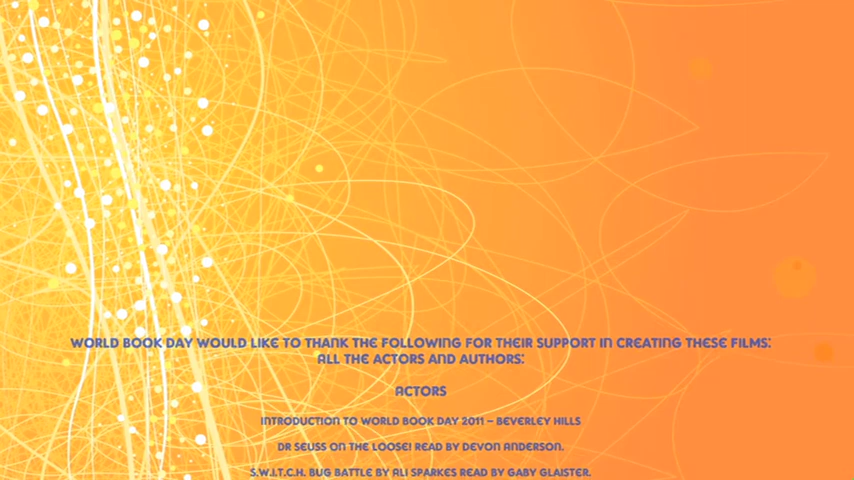 WORLD BOOK DAY WOULD LIKE TO THANK THE FOLLOWING FOR THEIR SUPPORT IN CREATING THESE FILMS:
ALL THE ACTORS AND AUTHORS:
ACTORS
INTRODUCTION TO WORLD BOOK DAY 2011 – BEVERLEY HILLS
DR SEUSS ON THE LOOSE! READ BY DEVON ANDERSON.
S.W.I.T.C.H. BUG BATTLE BY ALI SPARKES READ BY GABY GLAISTER.